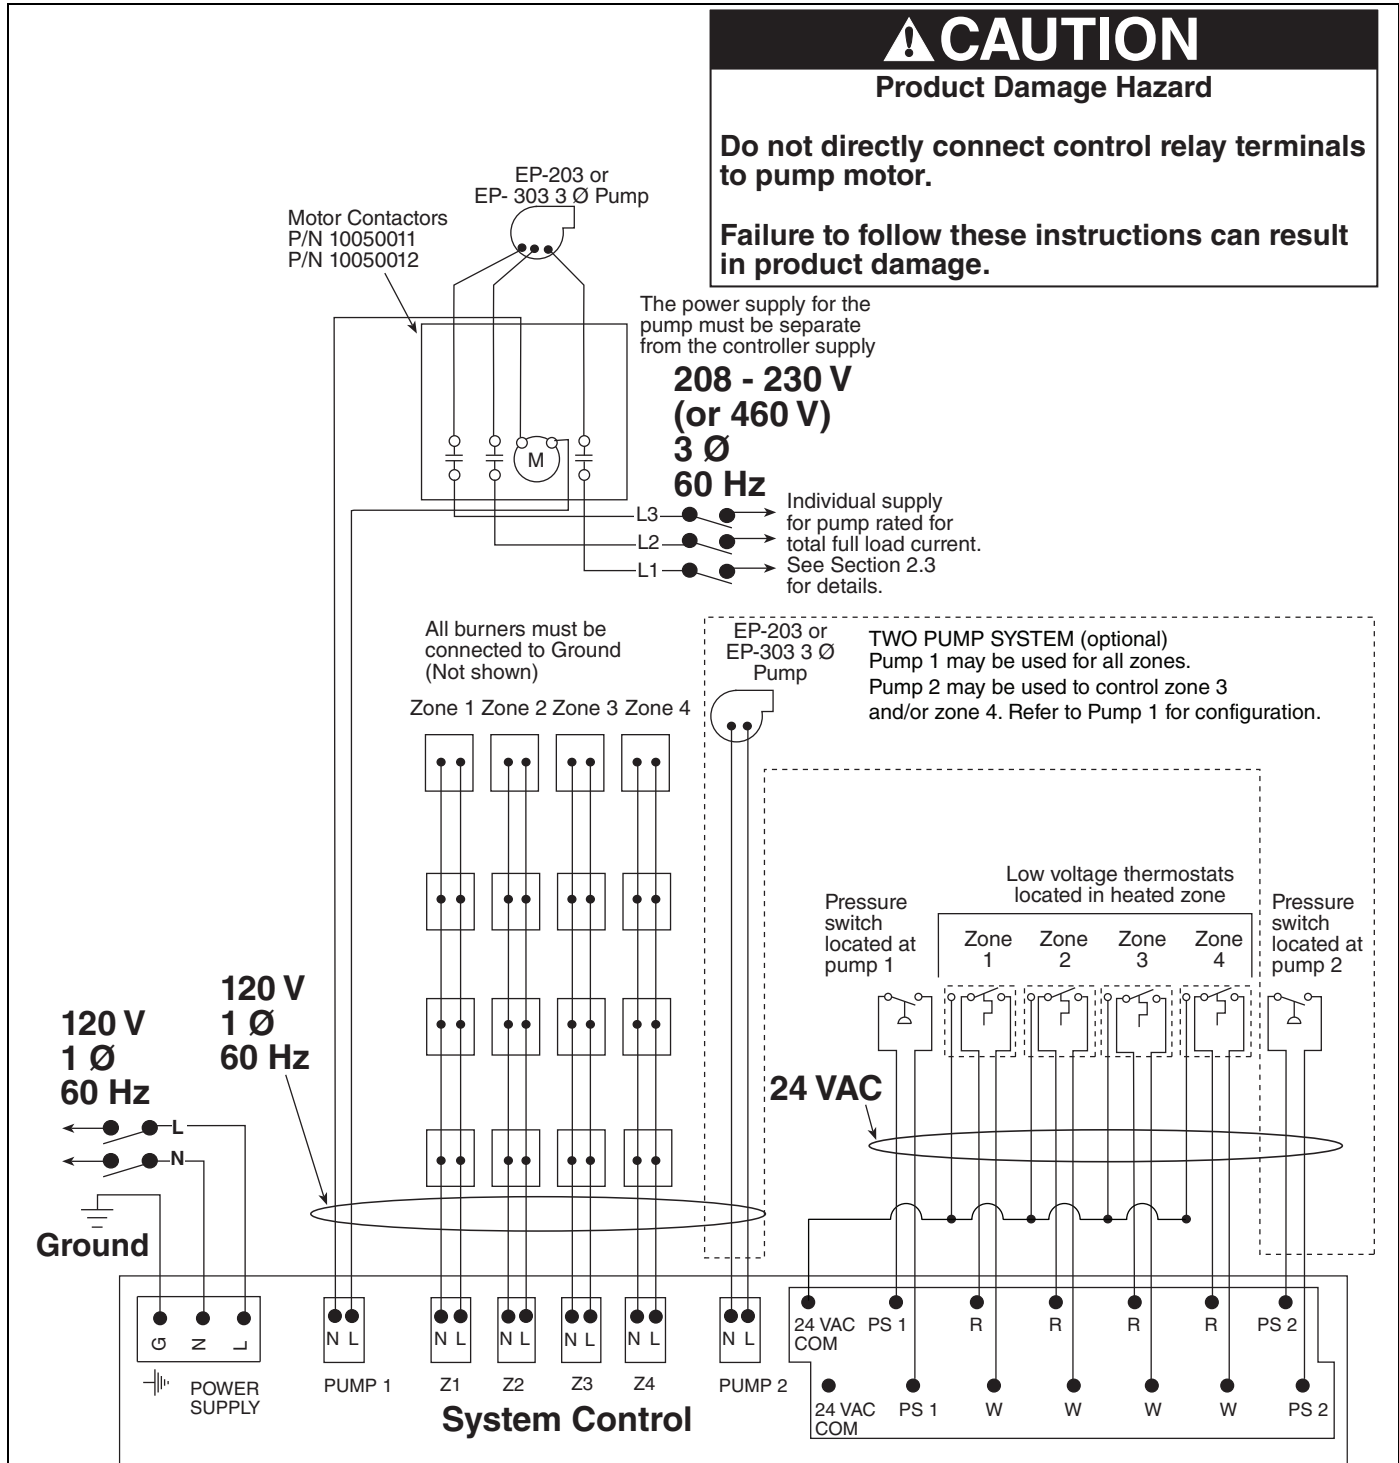 CAUTION
Product Damage Hazard
Do not directly connect control relay terminals
to pump motor.
Failure to follow these instructions can result
in product damage.
EP-203 or
EP- 303 3 Ø Pump
Motor Contactors
P/N 10050011
P/N 10050012
The power supply for the
pump must be separate
from the controller supply
208 - 230 V
(or 460 V)
3 Ø
60 Hz
M
L3
L2
L1
Individual supply
for pump rated for
total full load current.
See Section 2.3
for details.
All burners must be
connected to Ground
(Not shown)
Zone 1 Zone 2 Zone 3 Zone 4
EP-203 or
EP-303 3 Ø
Pump
TWO PUMP SYSTEM (optional)
Pump 1 may be used for all zones.
Pump 2 may be used to control zone 3
and/or zone 4. Refer to Pump 1 for configuration.
Low voltage thermostats
located in heated zone
Pressure
switch
located at
pump 1
Zone
1
Zone
2
Zone
3
Zone
4
Pressure
switch
located at
pump 2
120 V
1 Ø
60 Hz
120 V
1 Ø
60 Hz
24 VAC
L
N
Ground
G N L
POWER
SUPPLY
N L
PUMP 1
N L
Z1
N L
Z2
N L
Z3
N L
Z4
N L
PUMP 2
24 VAC
COM
PS 1 R R R R PS 2
24 VAC
COM
PS 1 W W W W PS 2
System Control